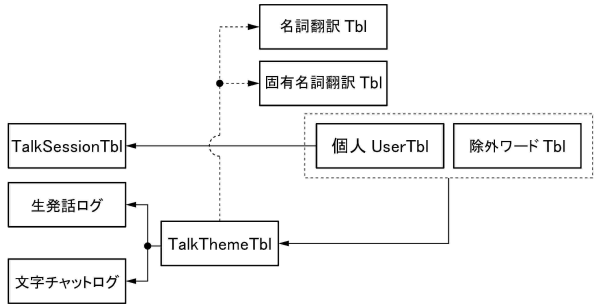 名詞翻訳 Tbl
固有名詞翻訳 Tbl
TalkSessionTbl
個人 UserTbl
除外ワード Tbl
生発話ログ
TalkThemeTbl
文字チャットログ